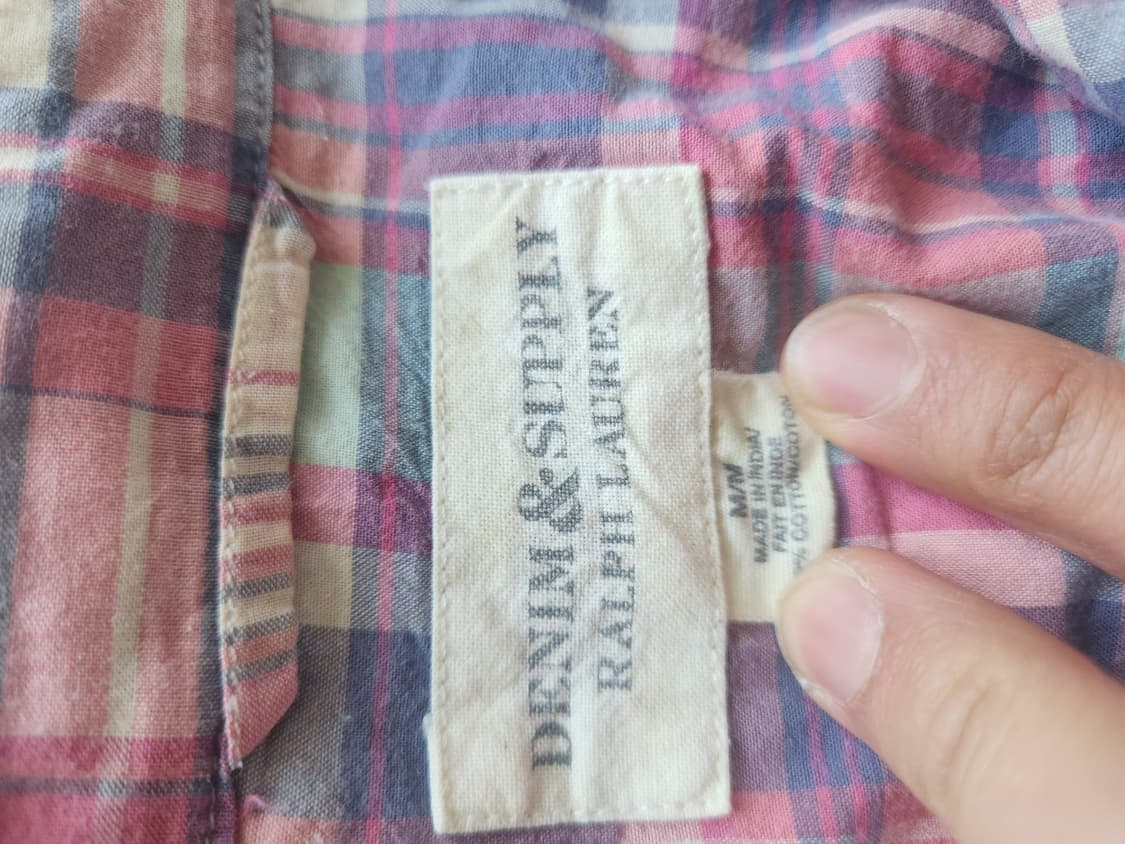 DENIM & SUPPLY
RALPH LAUREN
M/M
MADE IN INDIA/
FAIT EN INDE
% COTTON/COTON